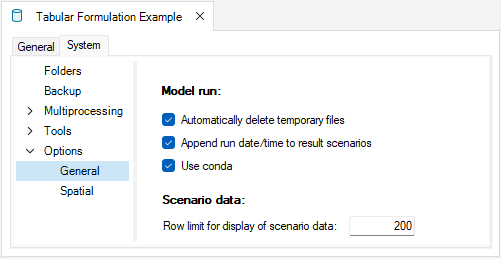 Tabular Formulation Example
General System
Folders
Backup
Multiprocessing
Tools
Options
General
Spatial
Model run:
Automatically delete temporary files
Append run date/time to result scenarios
Use conda
Scenario data:
Row limit for display of scenario data: 200